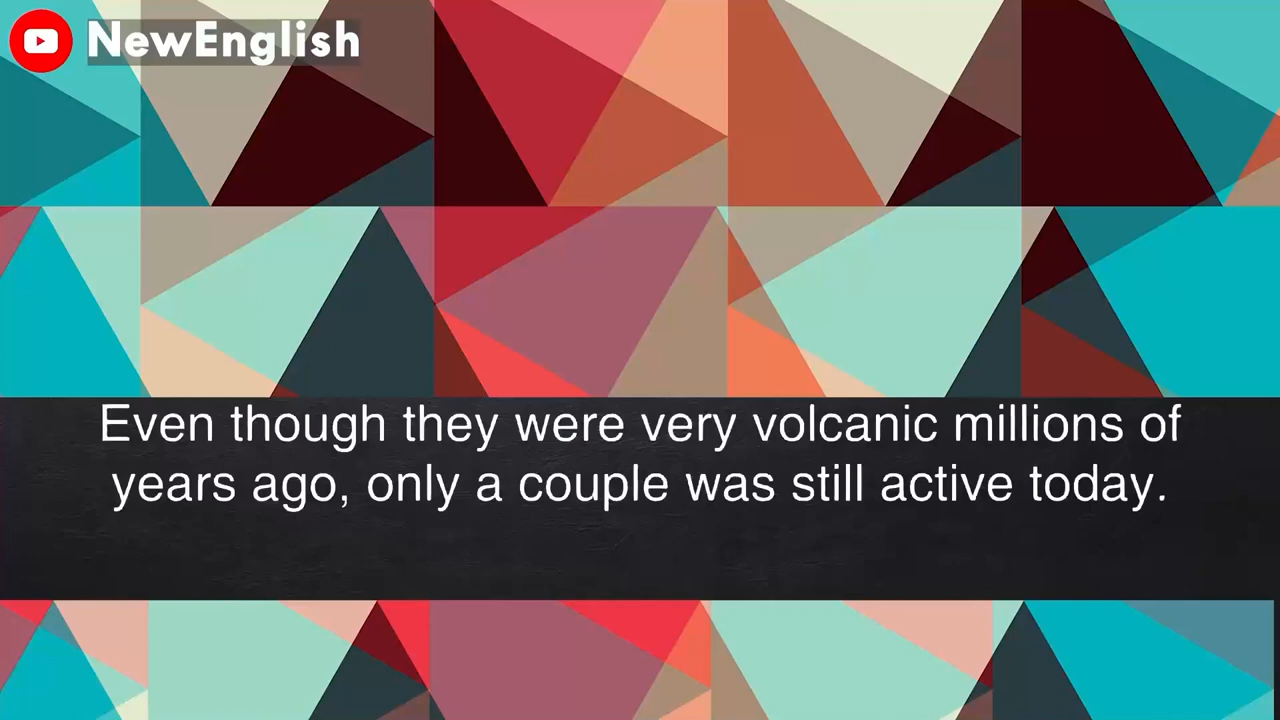 NewEnglish
Even though they were very volcanic millions of
years ago, only a couple was still active today.